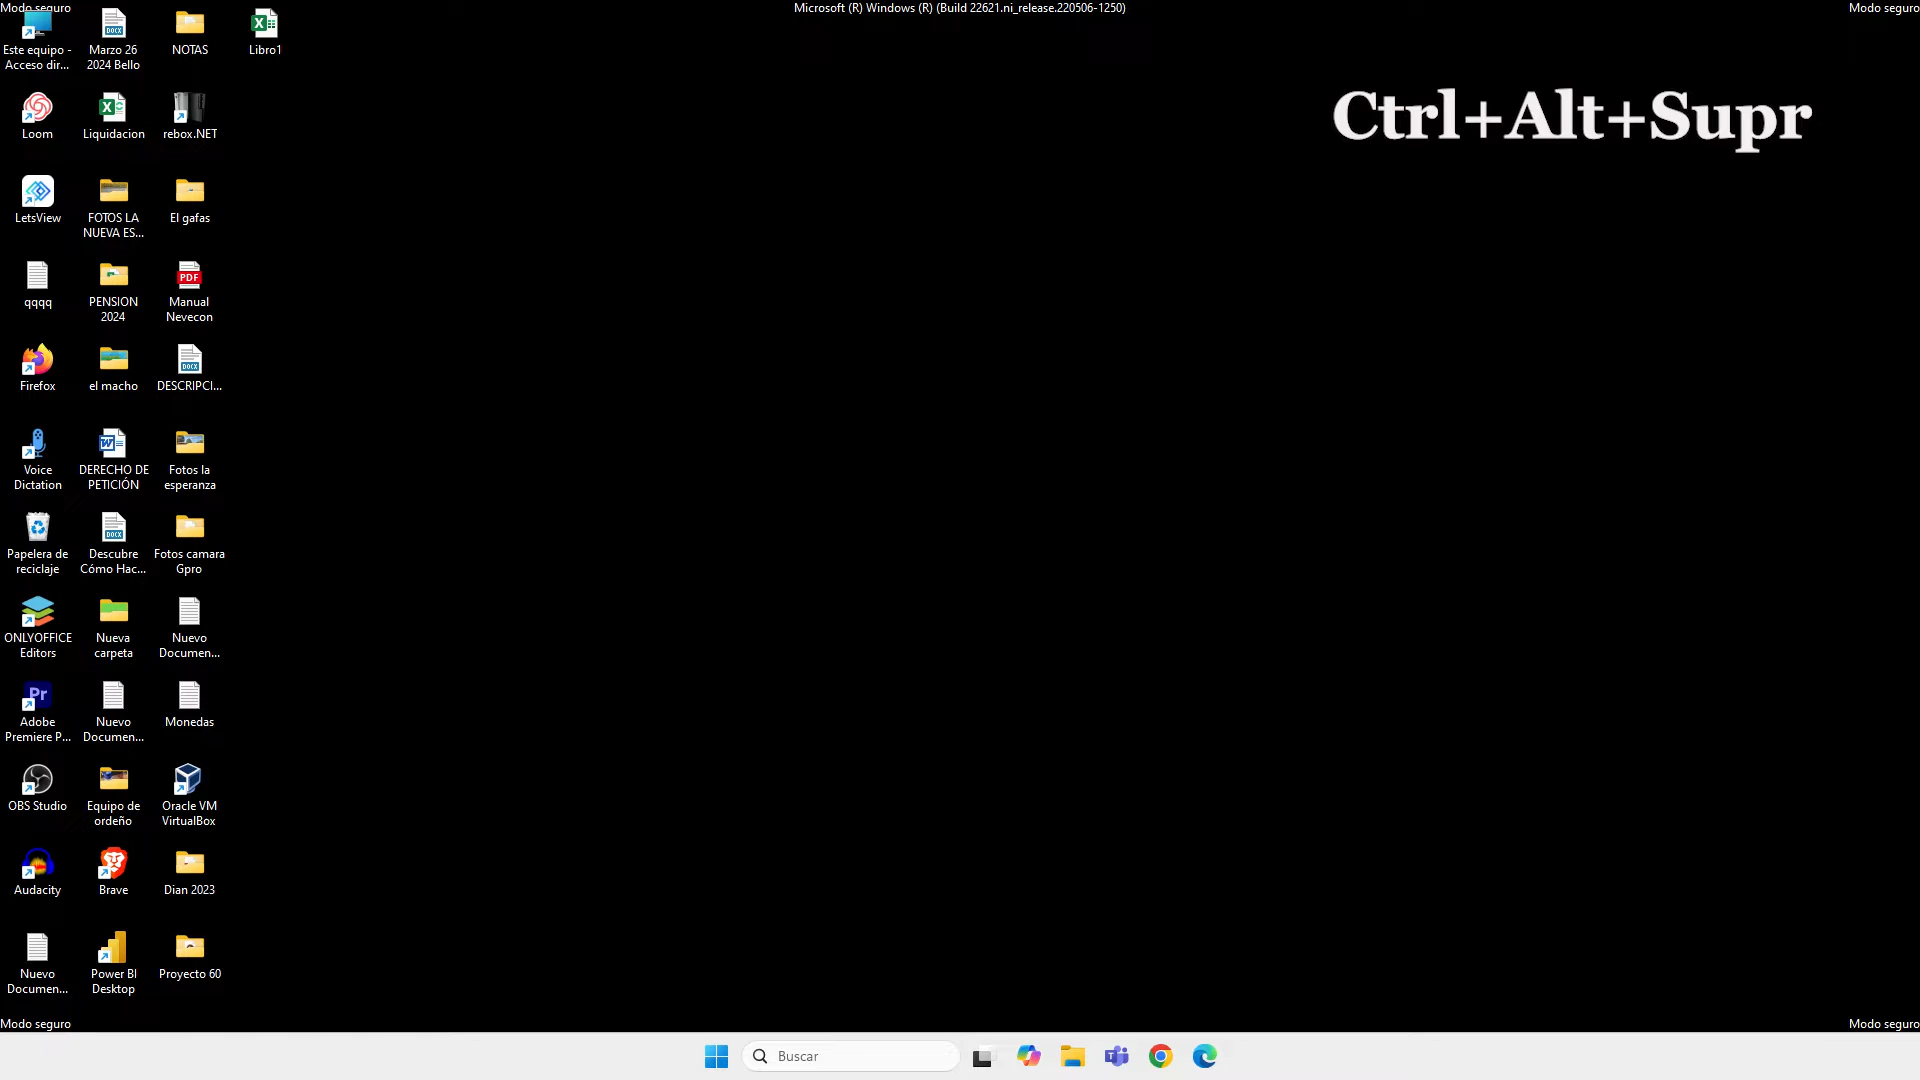 Modo seguro
Microsoft (R) Windows (R) (Build 22621.ni_release.220506-1250)
Modo seguro
Este equipo -
Acceso dir...
Marzo 26
2024 Bello
NOTAS
Libro1
Ctrl+Alt+Supr
Loom
Liquidacion
rebox.NET
LetsView
FOTOS LA
NUEVA ES...
El gafas
qqqq
PENSION
2024
PDF
Manual
Nevecon
Firefox
el macho
DOCX
DESCRIPCI...
Voice
Dictation
DERECHO DE
PETICIÓN
Fotos la
esperanza
Papelera de
reciclaje
DOCX
Descubre
Cómo Hac...
Fotos camara
Gpro
ONLYOFFICE
Editors
Nueva
carpeta
Nuevo
Documen...
Pr
Adobe
Premiere P...
Nuevo
Documen...
Monedas
OBS Studio
Equipo de
ordeño
Oracle VM
VirtualBox
Audacity
Brave
Dian 2023
Nuevo
Documen...
Power BI
Desktop
Proyecto 60
Modo seguro
Modo seguro
Buscar